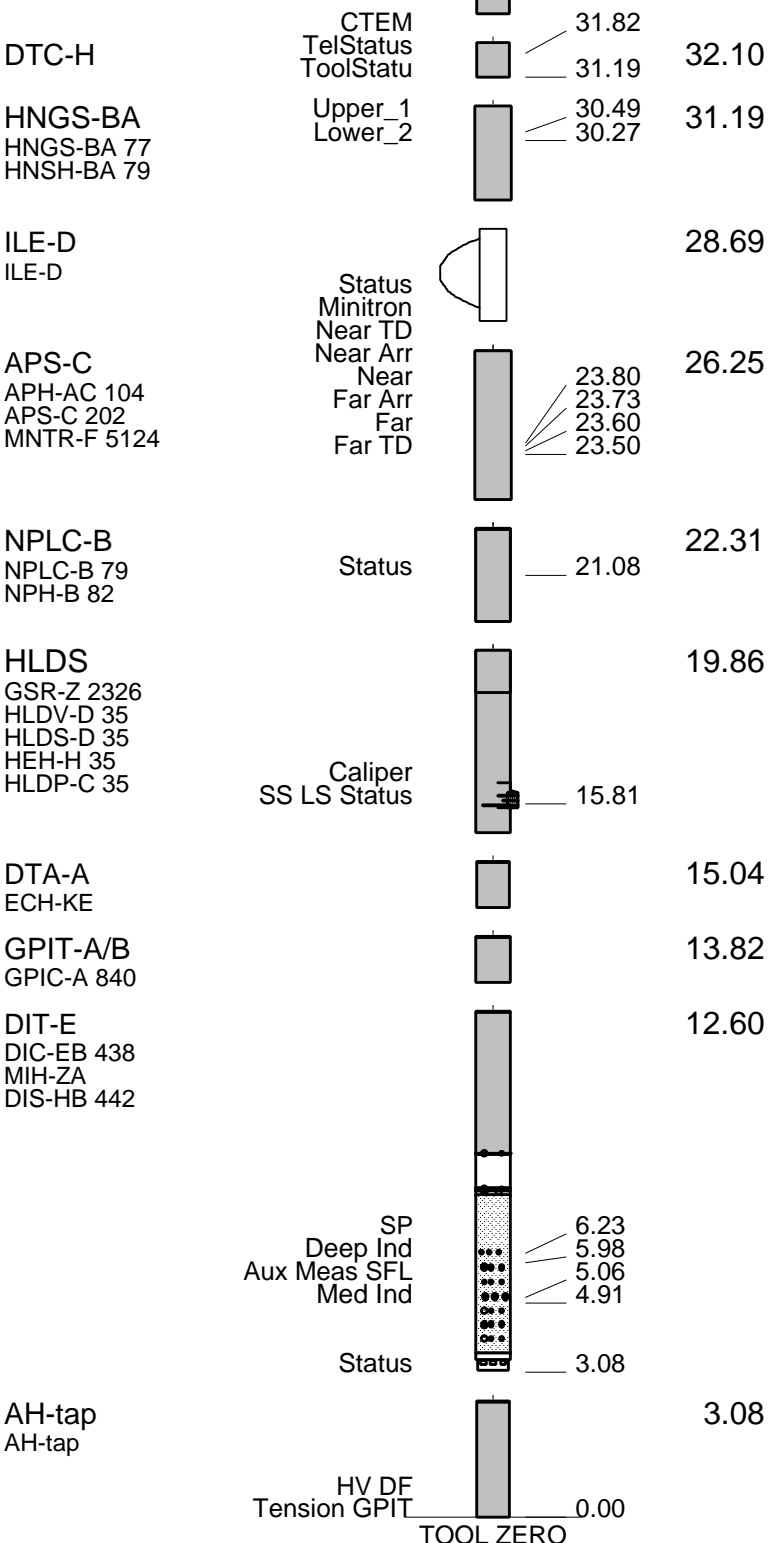 CTEM 31.82
DTC-H TelStatus 32.10
ToolStatu 31.19
HNGS-BA Upper_1 30.49 31.19
HNGS-BA 77 Lower_2 30.27
HNSH-BA 79
ILE-D 28.69
ILE-D
Status
Minitron
Near TD
APS-C Near Arr 26.25
Near 23.80
APH-AC 104 Far Arr 23.73
APS-C 202 Far 23.60
MNTR-F 5124 Far TD 23.50
NPLC-B 22.31
NPLC-B 79 Status 21.08
NPH-B 82
HLDS 19.86
GSR-Z 2326
HLDV-D 35
HLDS-D 35
HEH-H 35
HLDP-C 35 Caliper
SS LS Status 15.81
DTA-A 15.04
ECH-KE
GPIT-A/B 13.82
GPIC-A 840
DIT-E 12.60
DIC-EB 438
MIH-ZA
DIS-HB 442
SP 6.23
Deep Ind 5.98
Aux Meas SFL 5.06
Med Ind 4.91
Status 3.08
AH-tap 3.08
AH-tap
HV DF
Tension GPIT 0.00
TOOL ZERO